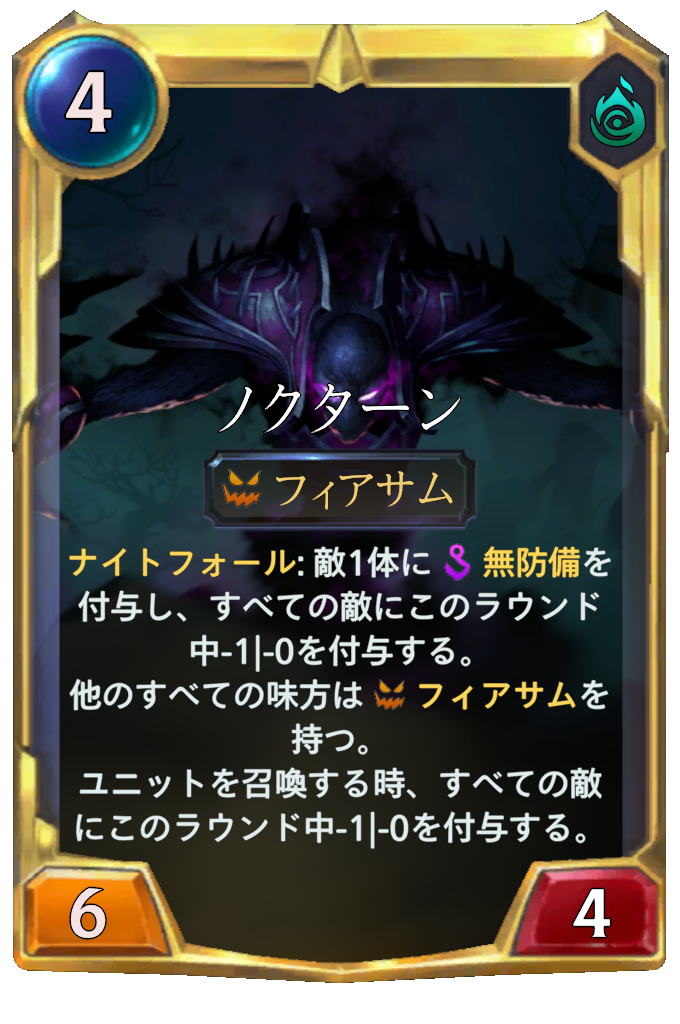 4
ノクターン
フィアサム
ナイトフォール: 敵1体に 無防備を
付与し、すべての敵にこのラウンド
中-1|-0を付与する。
他のすべての味方は フィアサムを
持つ。
ユニットを召喚する時、すべての敵
にこのラウンド中-1|-0を付与する。
6
4